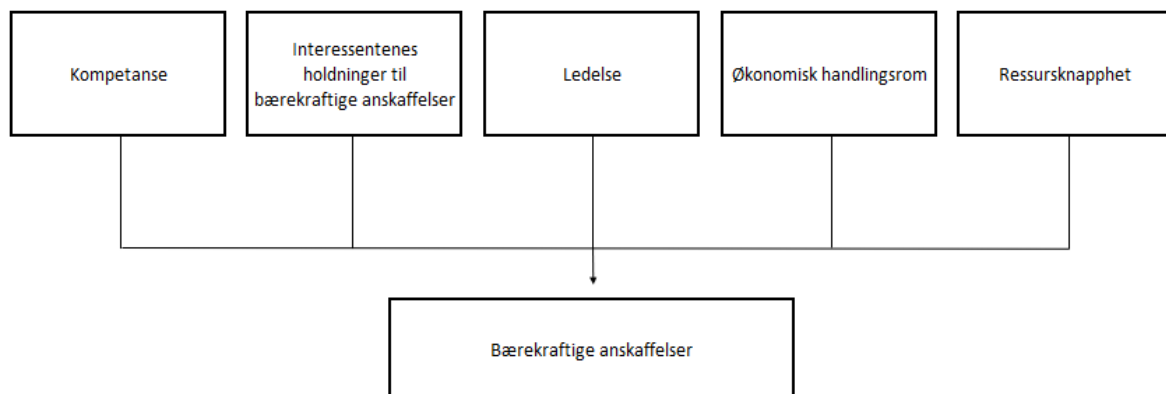 Kompetanse
Interessentenes
holdninger til
bærekraftige anskaffelser
Ledelse
Økonomisk handlingsrom
Ressursknapphet
Bærekraftige anskaffelser